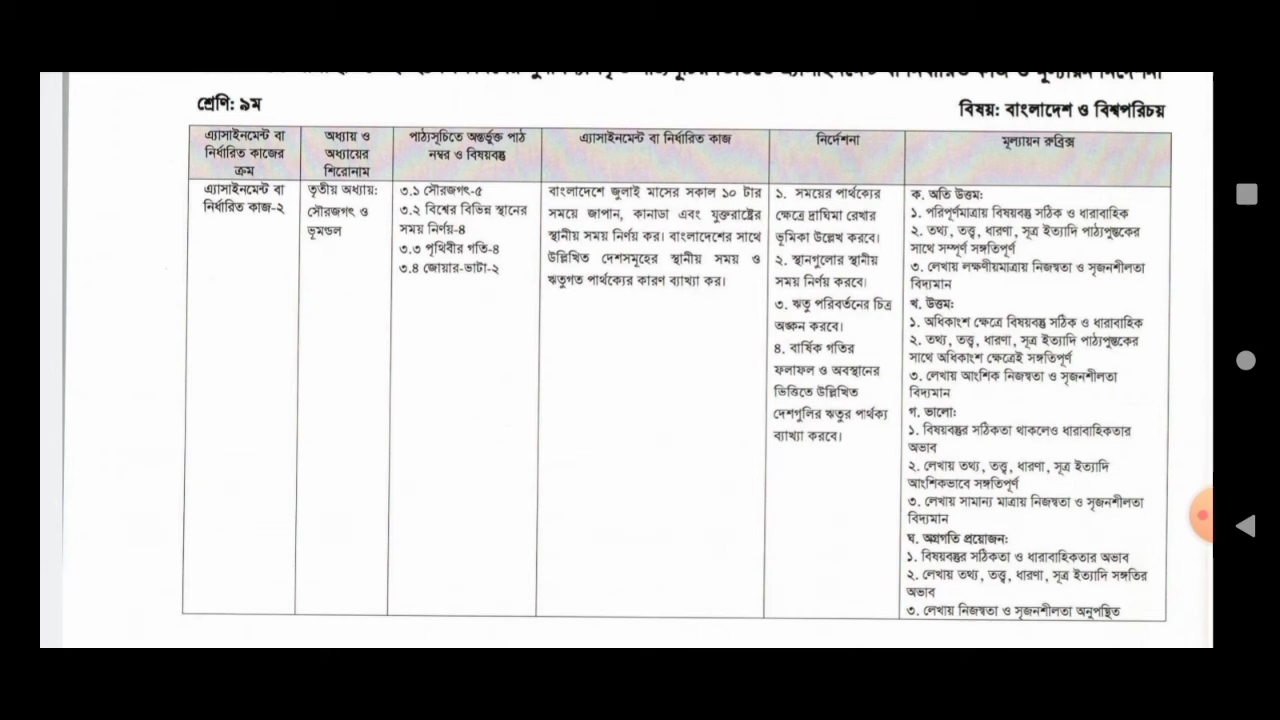 শ্রেণি: ৯ম
বিষয়: বাংলাদেশ ও বিশ্বপরিচয়
এ্যাসাইনমেন্ট বা
নির্ধারিত কাজের
ক্রম
অধ্যায় ও
অধ্যায়ের
শিরোনাম
পাঠ্যসূচিতে অন্তর্ভুক্ত পাঠ
নম্বর ও বিষয়বস্তু
এ্যাসাইনমেন্ট বা নির্ধারিত কাজ
নির্দেশনা
মূল্যায়ন রুব্রিক্স
এ্যাসাইনমেন্ট বা
নির্ধারিত কাজ-২
তৃতীয় অধ্যায়:
সৌরজগৎ ও
ভূমন্ডল
৩.১ সৌরজগৎ-৫
৩.২ বিশ্বের বিভিন্ন স্থানের
সময় নির্ণয়-৪
৩.৩ পৃথিবীর গতি-৪
৩.৪ জোয়ার-ভাটা-২
বাংলাদেশে জুলাই মাসের সকাল ১০ টার
সময়ে জাপান, কানাডা এবং যুক্তরাষ্ট্রের
স্থানীয় সময় নির্ণয় কর। বাংলাদেশের সাথে
উল্লিখিত দেশসমূহের স্থানীয় সময় ও
ঋতুগত পার্থক্যের কারণ ব্যাখ্যা কর।
১. সময়ের পার্থক্যের
ক্ষেত্রে দ্রাঘিমা রেখার
ভূমিকা উল্লেখ করবে।
২. স্থানগুলোর স্থানীয়
সময় নির্ণয় করবে।
৩. ঋতু পরিবর্তনের চিত্র
অঙ্কন করবে।
৪. বার্ষিক গতির
ফলাফল ও অবস্থানের
ভিত্তিতে উল্লিখিত
দেশগুলির ঋতুর পার্থক্য
ব্যাখ্যা করবে।
ক. অতি উত্তম:
১. পরিপূর্ণমাত্রায় বিষয়বস্তু সঠিক ও ধারাবাহিক
২. তথ্য, তত্ত্ব, ধারণা, সূত্র ইত্যাদি পাঠ্যপুস্তকের
সাথে সম্পূর্ণ সঙ্গতিপূর্ণ
৩. লেখায় লক্ষণীয়মাত্রায় নিজস্বতা ও সৃজনশীলতা
বিদ্যমান
খ. উত্তম:
১. অধিকাংশ ক্ষেত্রে বিষয়বস্তু সঠিক ও ধারাবাহিক
২. তথ্য, তত্ত্ব, ধারণা, সূত্র ইত্যাদি পাঠ্যপুস্তকের
সাথে অধিকাংশ ক্ষেত্রেই সঙ্গতিপূর্ণ
৩. লেখায় আংশিক নিজস্বতা ও সৃজনশীলতা
বিদ্যমান
গ. ভালো:
১. বিষয়বস্তুর সঠিকতা থাকলেও ধারাবাহিকতার
অভাব
২. লেখায় তথ্য, তত্ত্ব, ধারণা, সূত্র ইত্যাদি
আংশিকভাবে সঙ্গতিপূর্ণ
৩. লেখায় সামান্য মাত্রায় নিজস্বতা ও সৃজনশীলতা
বিদ্যমান
ঘ. অগ্রগতি প্রয়োজন:
১. বিষয়বস্তুর সঠিকতা ও ধারাবাহিকতার অভাব
২. লেখায় তথ্য, তত্ত্ব, ধারণা, সূত্র ইত্যাদি সঙ্গতির
অভাব
৩. লেখায় নিজস্বতা ও সৃজনশীলতা অনুপস্থিত